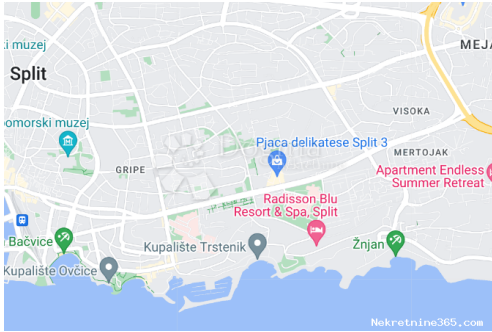 ki muzej
MEJA
Split
VISOKA
pomorski muzej
Pjaca delikatese Split 3
MERTOJAK
GRIPE
Apartment Endless
Summer Retreat
Radisson Blu
Resort & Spa, Split
Bačvice
Kupalište Trstenik
Žnjan
Kupalište Ovčice
Nekretnine365.com